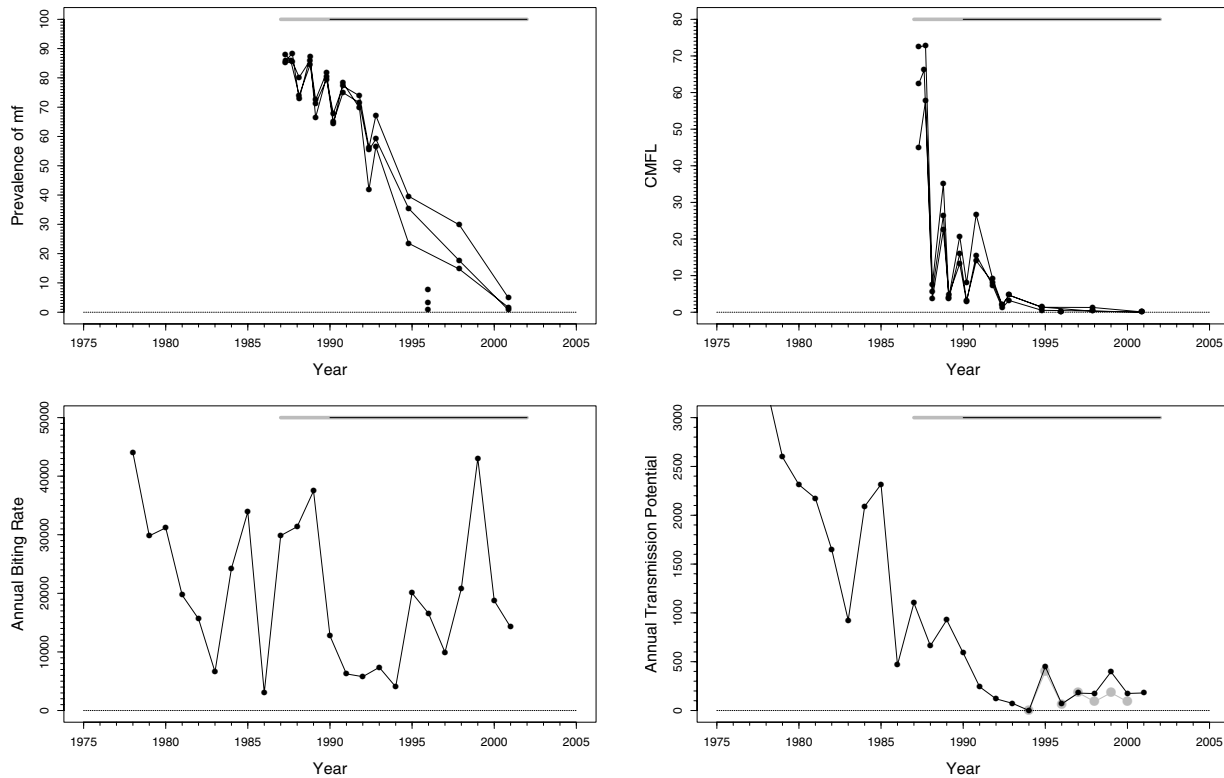 Prevalence of mf
0 10 20 30 40 50 60 70 80 90 100
1975 1980 1985 1990 1995 2000 2005
Year
CMFL
0 10 20 30 40 50 60 70 80
1975 1980 1985 1990 1995 2000 2005
Year
Annual Biting Rate
0 10000 20000 30000 40000 50000
1975 1980 1985 1990 1995 2000 2005
Year
Annual Transmission Potential
0 500 1000 1500 2000 2500 3000
1975 1980 1985 1990 1995 2000 2005
Year